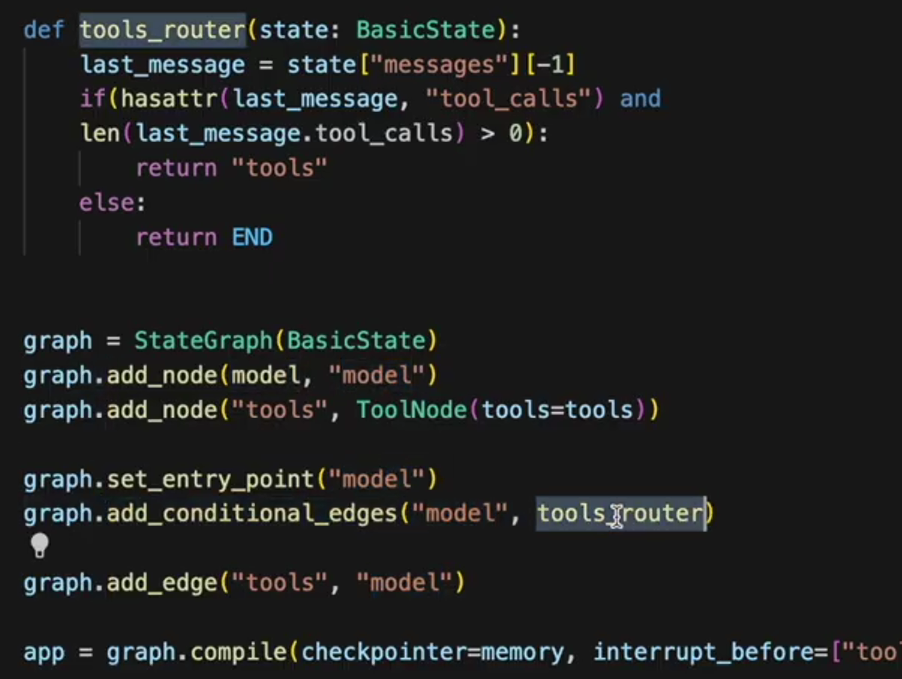 def tools_router(state: BasicState):
    last_message = state["messages"][-1]
    if(hasattr(last_message, "tool_calls") and
    len(last_message.tool_calls) > 0):
        return "tools"
    else:
        return END
graph = StateGraph(BasicState)
graph.add_node(model, "model")
graph.add_node("tools", ToolNode(tools=tools))
graph.set_entry_point("model")
graph.add_conditional_edges("model", tools_router)
graph.add_edge("tools", "model")
app = graph.compile(checkpointer=memory, interrupt_before=["too